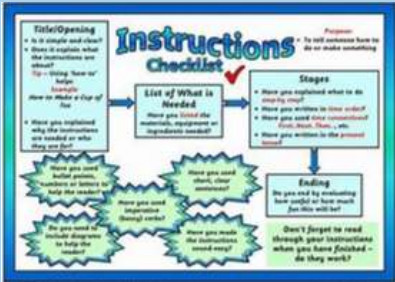 Instructions
Checklist
Title/Opening
Is it simple and clear?
Does it explain what
the instructions are
about?
Tip – Using 'how to'
helps
Example
How to Make a Cup of
Tea
Have you explained
why the instructions
are needed or who
they are for?
Purpose:
To tell someone how to
do or make something
List of What is
Needed
Have you listed the
materials, equipment or
ingredients needed?
Stages
Have you explained what to do
step by step?
Have you written in time order?
Have you used time connectives?
First, Next, Then… etc.
Have you written in the present
tense?
Ending
Do you end by evaluating
how useful or how much
fun this will be?
Have you used
bullet points,
numbers or letters to
help the reader?
Have you used
short, clear
sentences?
Have you used
imperative
(bossy) verbs?
Do you need to
include diagrams to
help the reader?
Have you made
the instructions
sound easy?
Don't forget to read
through your instructions
when you have finished –
do they work?